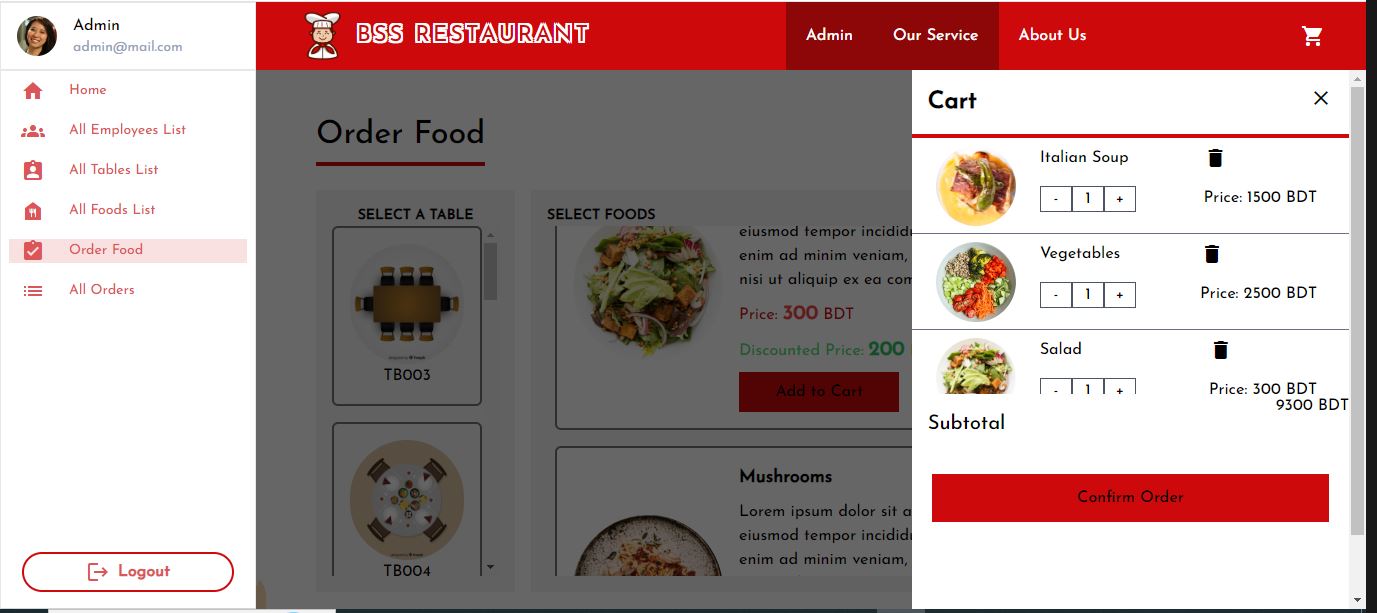 Admin
admin@mail.com
BSS RESTAURANT
Admin
Our Service
About Us
Home
All Employees List
All Tables List
All Foods List
Order Food
All Orders
Logout
Order Food
SELECT A TABLE
TB003
TB004
SELECT FOODS
eiusmod tempor incididu
enim ad minim veniam,
nisi ut aliquip ex ea com
Price: 300 BDT
Discounted Price: 200
Add to Cart
Mushrooms
Lorem ipsum dolor sit a
eiusmod tempor incididu
enim ad minim veniam,
Cart
Italian Soup
- 1 +
Price: 1500 BDT
Vegetables
- 1 +
Price: 2500 BDT
Salad
- 1 +
Price: 300 BDT
9300 BDT
Subtotal
Confirm Order